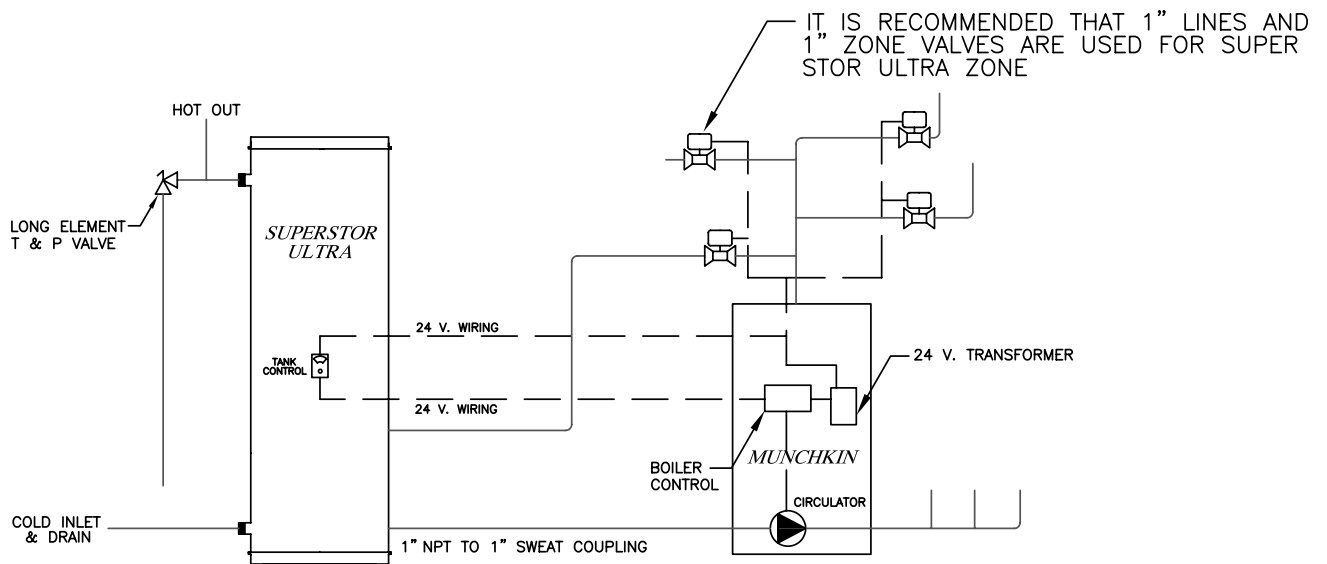 IT IS RECOMMENDED THAT 1" LINES AND
1" ZONE VALVES ARE USED FOR SUPER
STOR ULTRA ZONE
HOT OUT
LONG ELEMENT
T & P VALVE
SUPERSTOR
ULTRA
24 V. WIRING
TANK
CONTROL
24 V. TRANSFORMER
24 V. WIRING
BOILER
CONTROL
MUNCHKIN
CIRCULATOR
COLD INLET
& DRAIN
1" NPT TO 1" SWEAT COUPLING